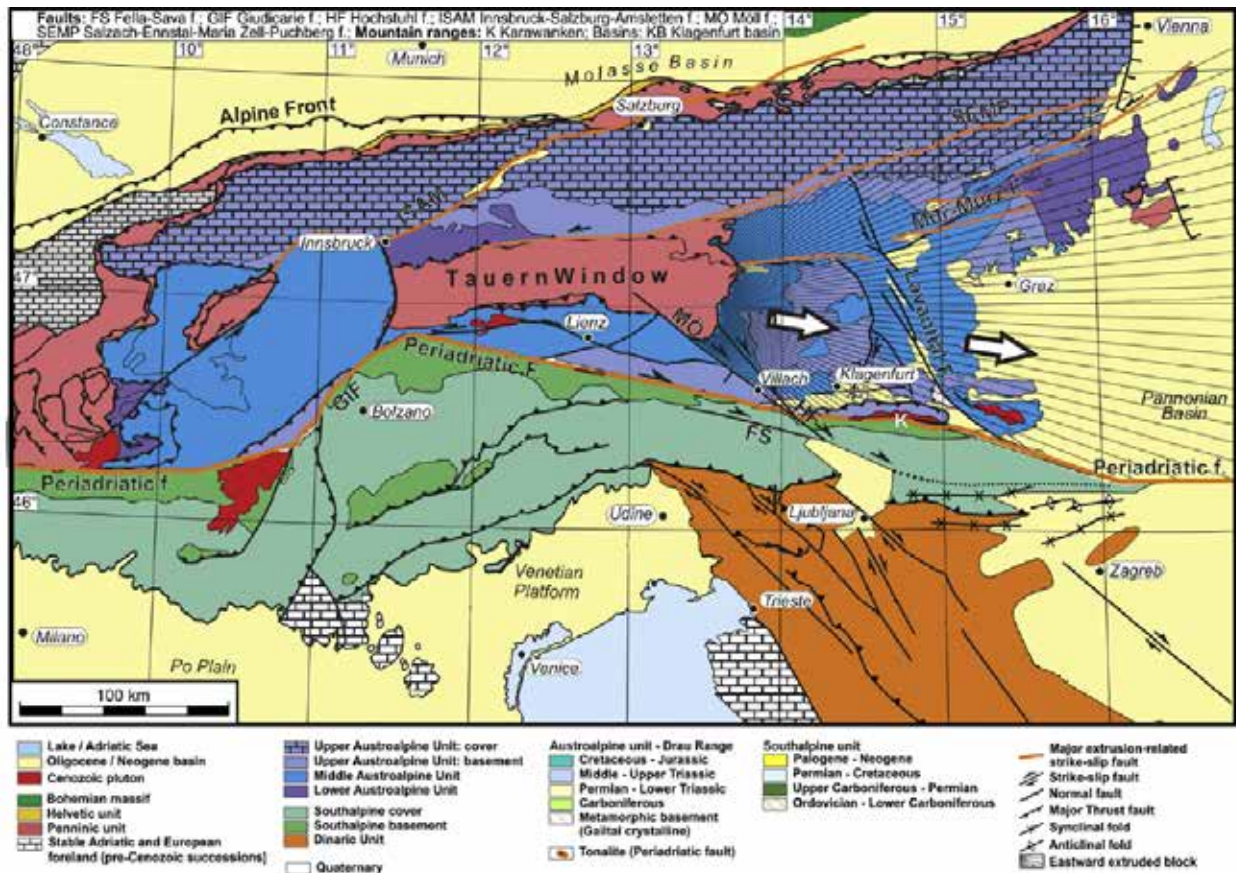 Faults: FS Fella-Sava f.; GIF Giudicarie f.; HF Hochstuhl f.; ISAM Innsbruck-Salzburg-Amstetten f.; MO Möll f.;
SEMP Salzach-Ennstal-Maria Zell-Puchberg f.; Mountain ranges: K Karawanken; Basins: KB Klagenfurt basin
14°
15°
16°
Vienna
48°
10°
11°
Munich
12°
13°
Molasse Basin
Salzburg
Alpine Front
Constance
SEMP
ISAM
Mur-Mürz f.
Innsbruck
47°
Tauern Window
Graz
Lavanttal f.
MÖ
Lienz
Periadriatic f.
Villach
Klagenfurt
GIF
Bolzano
HF
K
FS
Pannonian
Basin
Periadriatic f.
Periadriatic f.
46°
Udine
Ljubljana
Venetian
Platform
Zagreb
Trieste
Milano
Po Plain
Venice
100 km
Lake / Adriatic Sea
Oligocene / Neogene basin
Cenozoic pluton
Bohemian massif
Helvetic unit
Penninic unit
Stable Adriatic and European
foreland (pre-Cenozoic successions)
Upper Austroalpine Unit: cover
Upper Austroalpine Unit: basement
Middle Austroalpine Unit
Lower Austroalpine Unit
Southalpine cover
Southalpine basement
Dinaric Unit
Quaternary
Austroalpine unit - Drau Range
Cretaceous - Jurassic
Middle - Upper Triassic
Permian - Lower Triassic
Carboniferous
Metamorphic basement
(Gailtal crystalline)
Tonalite (Periadriatic fault)
Southalpine unit
Palogene - Neogene
Permian - Cretaceous
Upper Carboniferous - Permian
Ordovician - Lower Carboniferous
Major extrusion-related
strike-slip fault
Strike-slip fault
Normal fault
Major Thrust fault
Synclinal fold
Anticlinal fold
Eastward extruded block